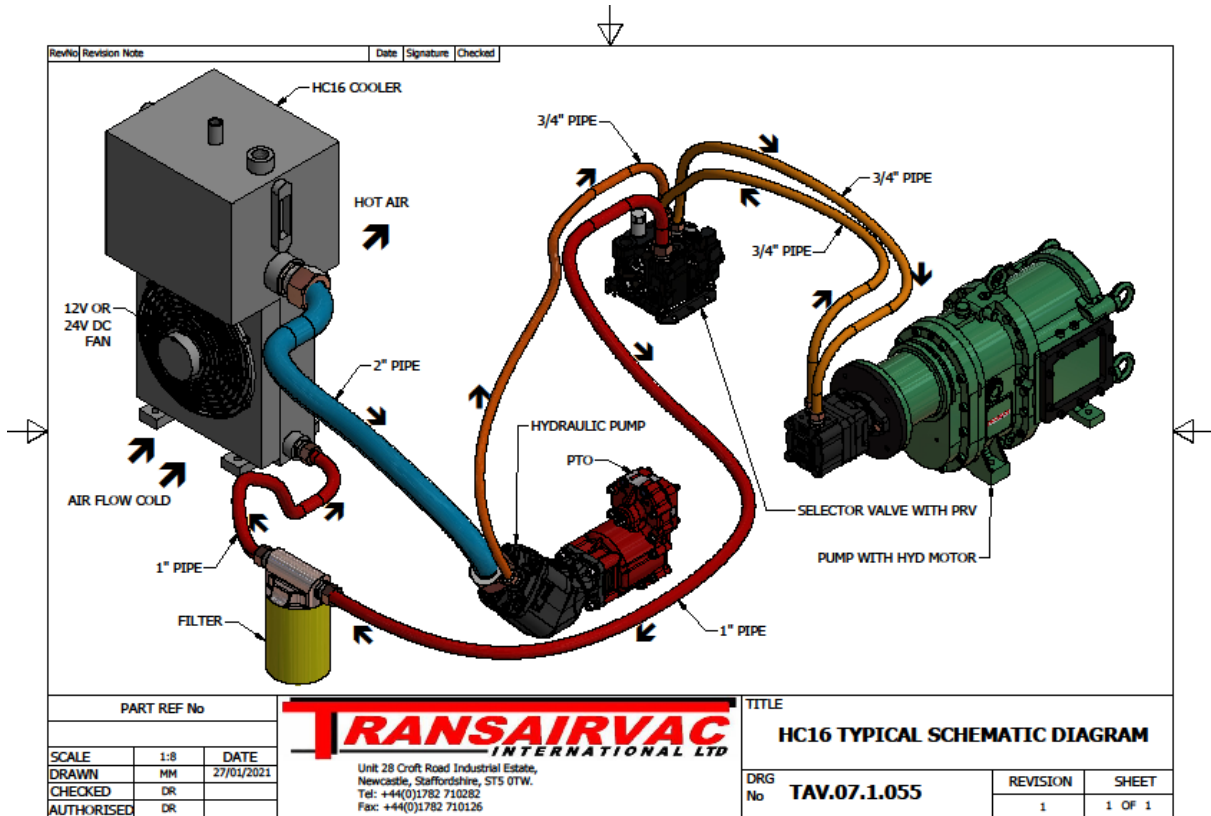 RevNo Revision Note Date Signature Checked
HC16 COOLER
3/4" PIPE
3/4" PIPE
HOT AIR
3/4" PIPE
12V OR
24V DC
FAN
2" PIPE
HYDRAULIC PUMP
PTO
AIR FLOW COLD
SELECTOR VALVE WITH PRV
PUMP WITH HYD MOTOR
1" PIPE
FILTER
1" PIPE
PART REF No
SCALE 1:8 DATE
DRAWN MM 27/01/2021
CHECKED DR
AUTHORISED DR
TRANSAIRVAC
INTERNATIONAL LTD
Unit 28 Croft Road Industrial Estate,
Newcastle, Staffordshire, ST5 0TW.
Tel: +44(0)1782 710282
Fax: +44(0)1782 710126
TITLE
HC16 TYPICAL SCHEMATIC DIAGRAM
DRG
No TAV.07.1.055
REVISION SHEET
1 1 OF 1